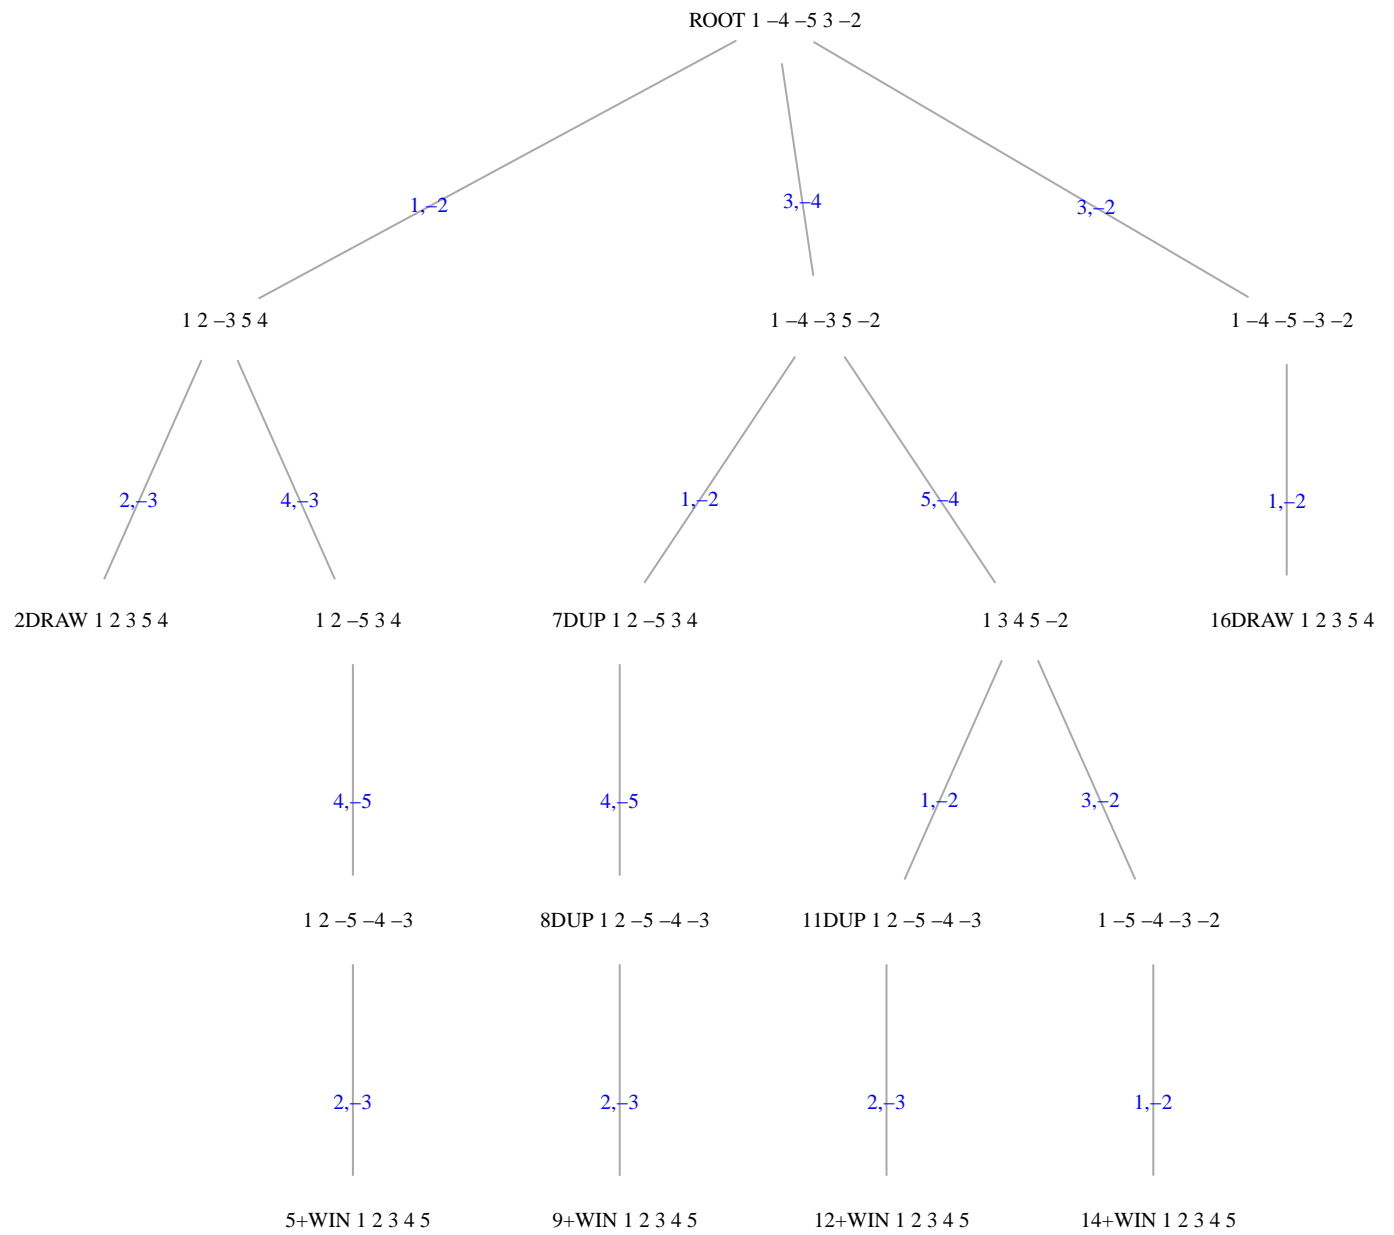 ROOT 1 –4 –5 3 –2
1,–2
3,–4
3,–2
1 2 –3 5 4
1 –4 –3 5 –2
1 –4 –5 –3 –2
2,–3
4,–3
1,–2
5,–4
1,–2
2DRAW 1 2 3 5 4
1 2 –5 3 4
7DUP 1 2 –5 3 4
1 3 4 5 –2
16DRAW 1 2 3 5 4
4,–5
4,–5
1,–2
3,–2
1 2 –5 –4 –3
8DUP 1 2 –5 –4 –3
11DUP 1 2 –5 –4 –3
1 –5 –4 –3 –2
2,–3
2,–3
2,–3
1,–2
5+WIN 1 2 3 4 5
9+WIN 1 2 3 4 5
12+WIN 1 2 3 4 5
14+WIN 1 2 3 4 5